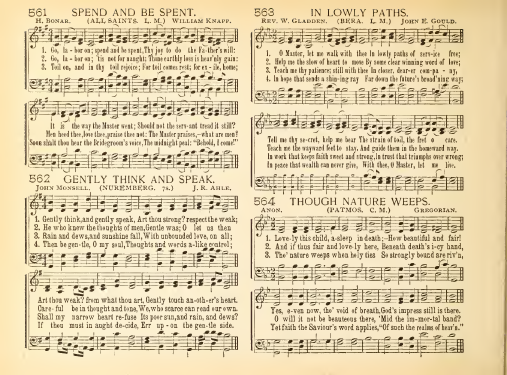 561 SPEND AND BE SPENT.
H. BONAR. (ALL SAINTS. L. M.) WILLIAM KNAPP.
1. Go, la - bor on; spend and be spent, Thy joy to do the Fa-ther's will:
2. Go, la - bor on; 'tis not for naught; Thine earthly loss is heav'nly gain:
3. Toil on, and in thy toil rejoice; For toil comes rest; for ex - ile, home;
It is the way the Master went; Should not the serv-ant tread it still?
Men heed thee, love thee, praise thee not: The Master praises,—what are men?
Soon shalt thou hear the Bridegroom's voice, The midnight peal: "Behold, I come!"
562 GENTLY THINK AND SPEAK.
JOHN MONSELL. (NUREMBERG. 7s.) J. R. AHLE.
1. Gently think, and gently speak, Art thou strong? respect the weak;
2. He who knew the thoughts of men, Gentle was; O let us then
3. Rain and dews, and sunshine fall, With unbounded love, on all;
4. Then be gen-tle, O my soul, Thoughts and words a-like control;
Art thou weak? from what thou art, Gently touch an-oth-er's heart.
Care-ful be in thought and tone, We, who scarce can read our own.
Shall my narrow heart re-fuse Its poor sun, and rain, and dews?
If thou must in aught de-cide, Err up - on the gen-tle side.
563 IN LOWLY PATHS.
REV. W. GLADDEN. (BERA. L. M.) JOHN E. GOULD.
1. O Master, let me walk with thee In lowly paths of serv-ice free;
2. Help me the slow of heart to move By some clear winning word of love;
3. Teach me thy patience; still with thee In closer, dear-er com-pa - ny,
4. In hope that sends a shin-ing ray Far down the future's broad'ning way;
Tell me thy se-cret, help me bear The strain of toil, the fret o care.
Teach me the wayward feet to stay, And guide them in the homeward way.
In work that keeps faith sweet and strong, In trust that triumphs over wrong;
In peace that wealth can never give, With thee, O Master, let me live.
564 THOUGH NATURE WEEPS.
ANON. (PATMOS. C. M.) GREGORIAN.
1. Love-ly this child, a-sleep in death;—How beautiful and fair!
2. And if thus fair and love-ly here, Beneath death's i-cy hand,
3. Tho' nature weeps when holy ties So strongly bound are riv'n,
Yes, e-ven now, the' void of breath, God's impress still is there.
O will it not be beauteous there, 'Mid the im-mor-tal band?
Yet faith the Saviour's word applies, "Of such the realms of heav'n."